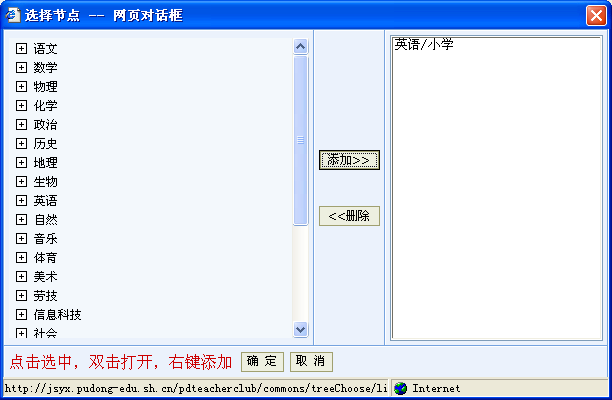 选择节点 -- 网页对话框
语文
数学
物理
化学
政治
历史
地理
生物
英语
自然
音乐
体育
美术
劳技
信息科技
社会
添加>>
<<删除
英语/小学
点击选中，双击打开，右键添加
确 定
取 消
http://jsyx.pudong-edu.sh.cn/pdteacherclub/commons/treeChoose/li
Internet